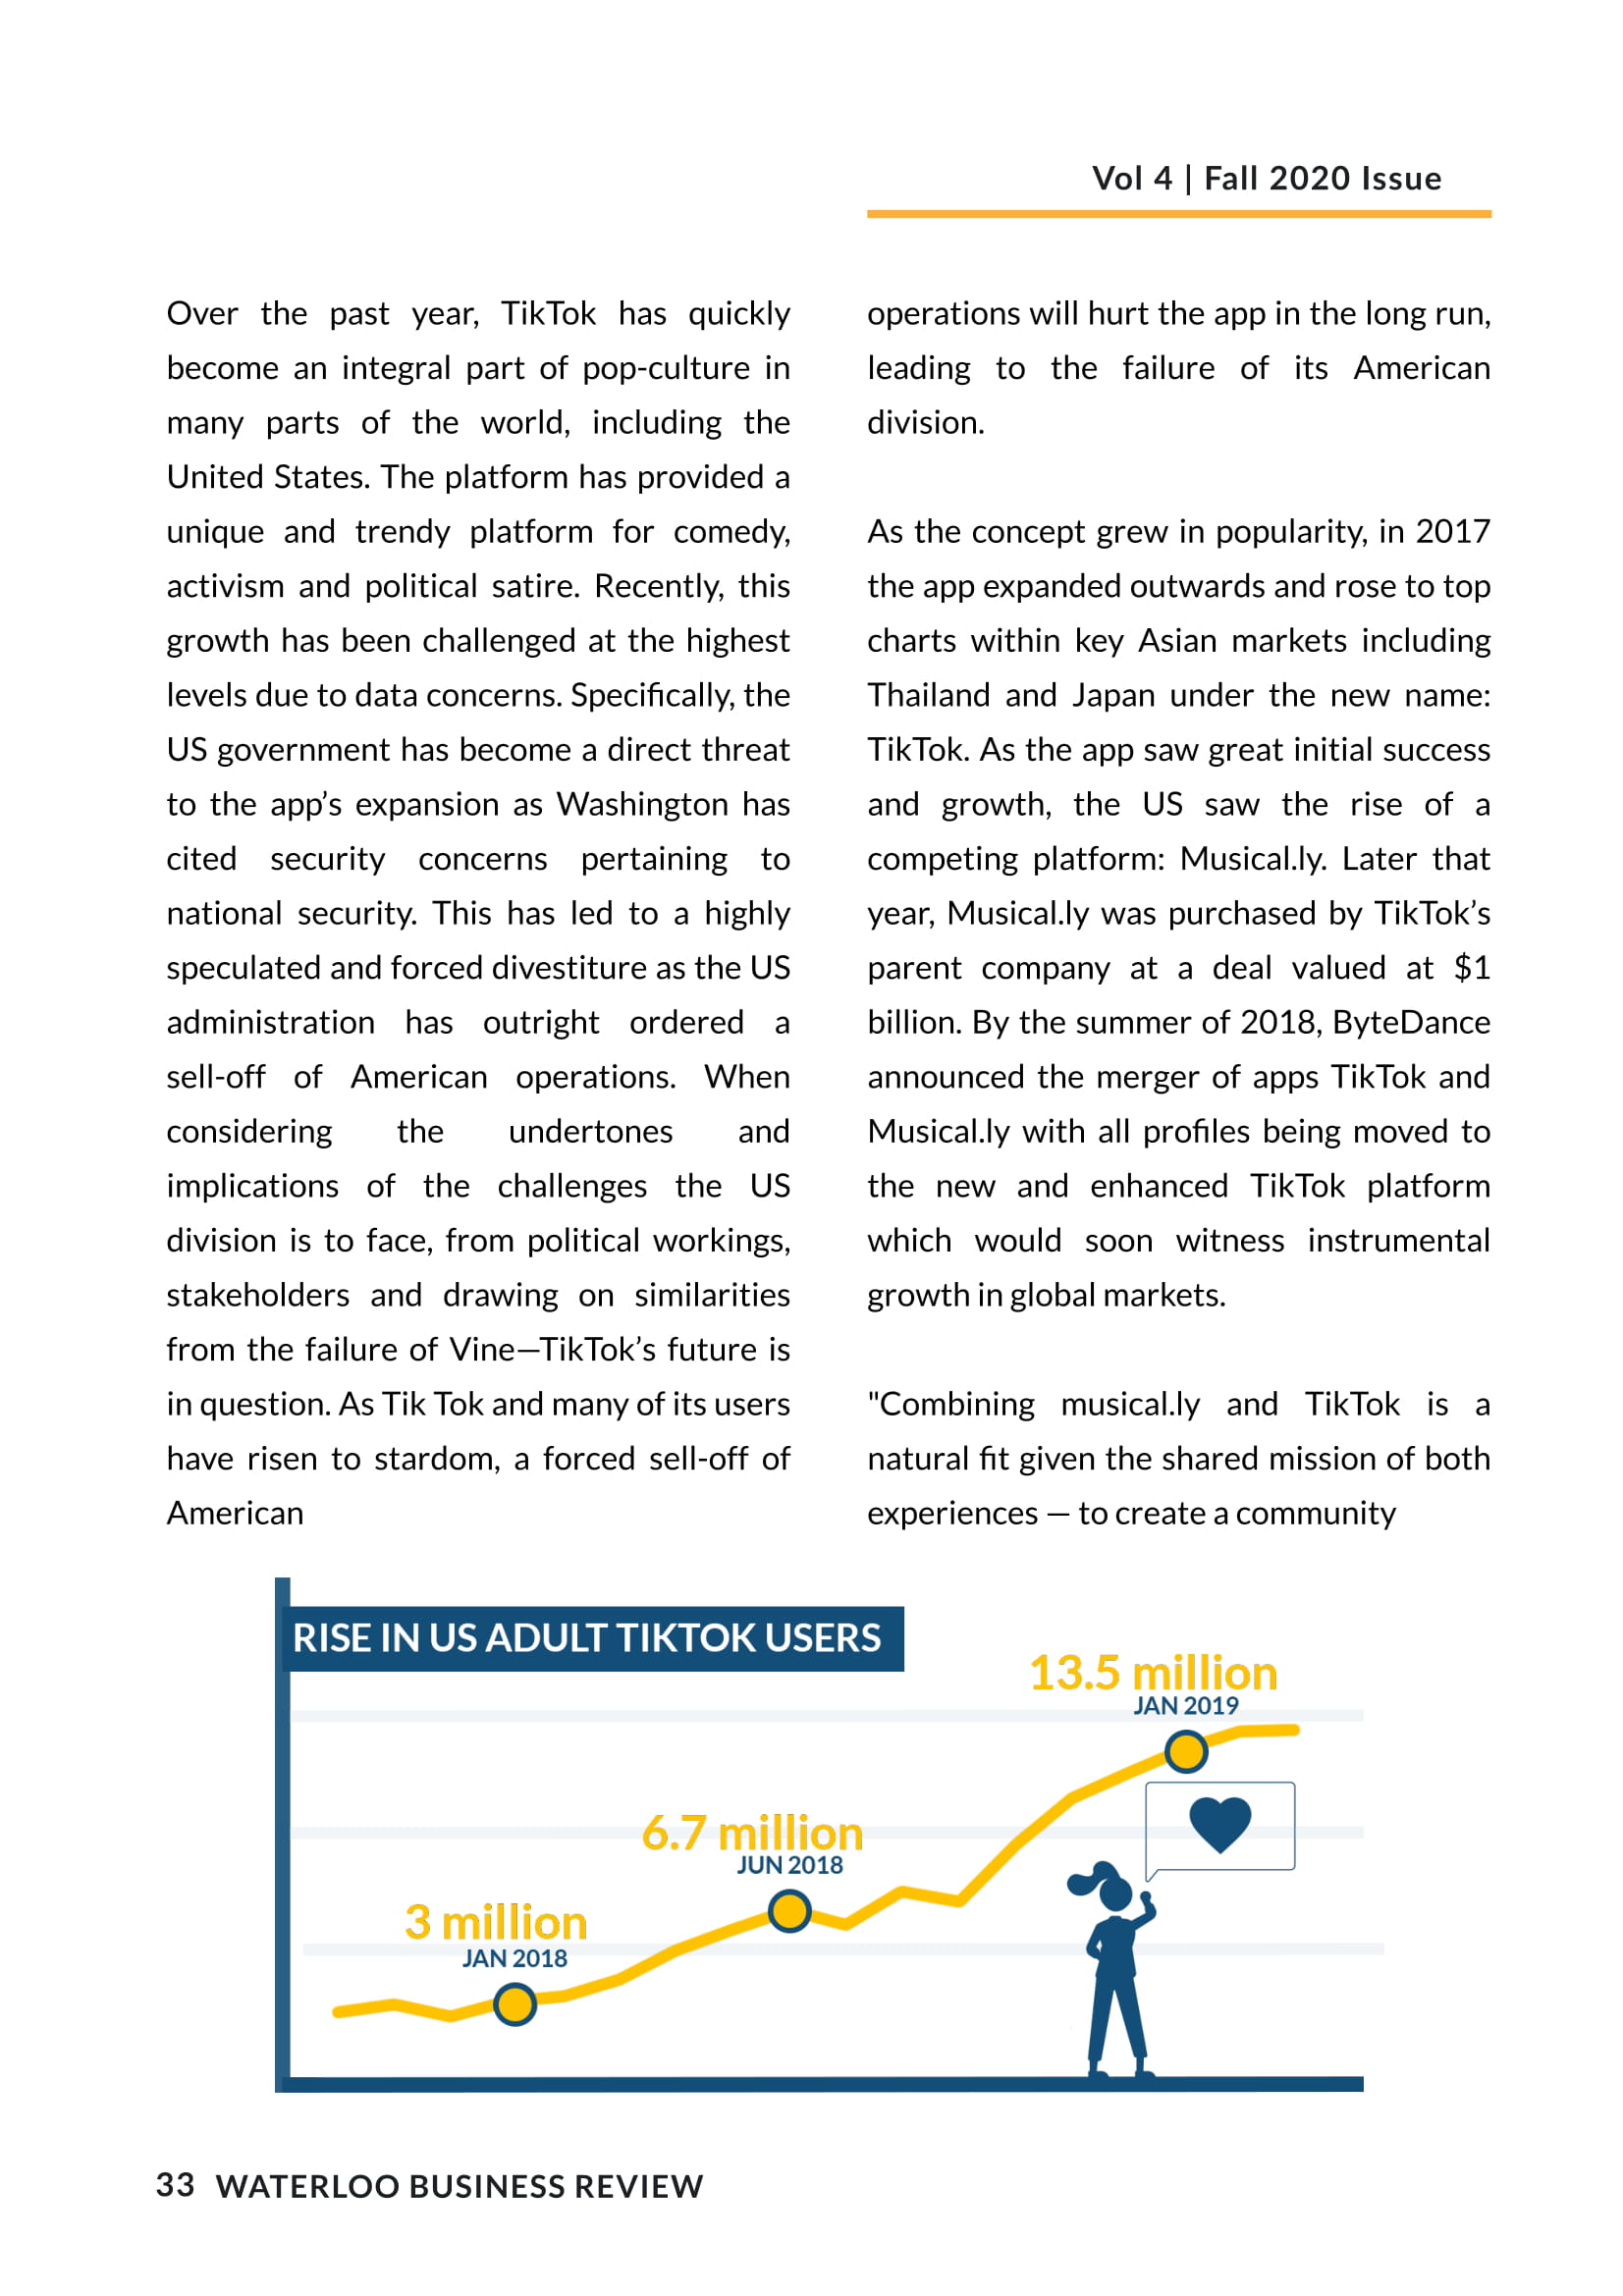 Vol 4 | Fall 2020 Issue
Over the past year, TikTok has quickly
become an integral part of pop-culture in
many parts of the world, including the
United States. The platform has provided a
unique and trendy platform for comedy,
activism and political satire. Recently, this
growth has been challenged at the highest
levels due to data concerns. Specifically, the
US government has become a direct threat
to the app’s expansion as Washington has
cited security concerns pertaining to
national security. This has led to a highly
speculated and forced divestiture as the US
administration has outright ordered a
sell-off of American operations. When
considering the undertones and
implications of the challenges the US
division is to face, from political workings,
stakeholders and drawing on similarities
from the failure of Vine—TikTok’s future is
in question. As Tik Tok and many of its users
have risen to stardom, a forced sell-off of
American
operations will hurt the app in the long run,
leading to the failure of its American
division.
As the concept grew in popularity, in 2017
the app expanded outwards and rose to top
charts within key Asian markets including
Thailand and Japan under the new name:
TikTok. As the app saw great initial success
and growth, the US saw the rise of a
competing platform: Musical.ly. Later that
year, Musical.ly was purchased by TikTok’s
parent company at a deal valued at $1
billion. By the summer of 2018, ByteDance
announced the merger of apps TikTok and
Musical.ly with all profiles being moved to
the new and enhanced TikTok platform
which would soon witness instrumental
growth in global markets.
"Combining musical.ly and TikTok is a
natural fit given the shared mission of both
experiences — to create a community
RISE IN US ADULT TIKTOK USERS
13.5 million
JAN 2019
6.7 million
JUN 2018
3 million
JAN 2018
33 WATERLOO BUSINESS REVIEW